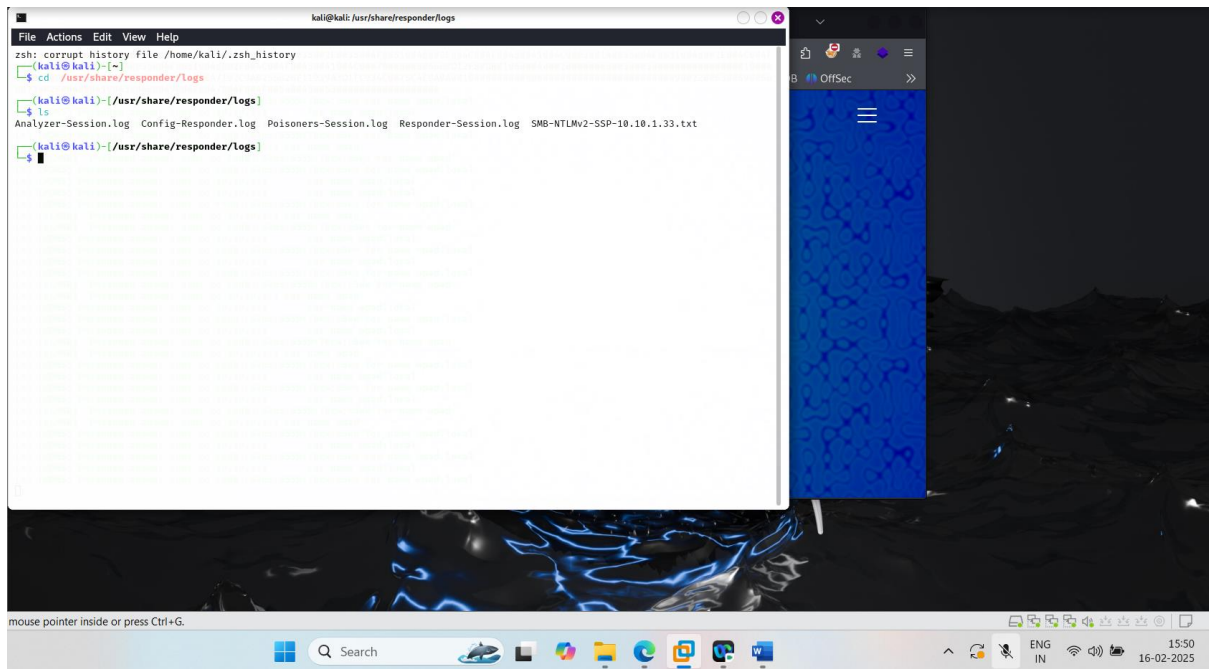 kali@kali: /usr/share/responder/logs
File Actions Edit View Help
zsh: corrupt history file /home/kali/.zsh_history
(kali㉿kali)-[~]
$ cd /usr/share/responder/logs
(kali㉿kali)-[/usr/share/responder/logs]
$ ls
Analyzer-Session.log Config-Responder.log Poisoners-Session.log Responder-Session.log SMB-NTLMv2-SSP-10.10.1.33.txt
(kali㉿kali)-[/usr/share/responder/logs]
$
B OffSec »
mouse pointer inside or press Ctrl+G.
Search
ENG
IN
15:50
16-02-2025